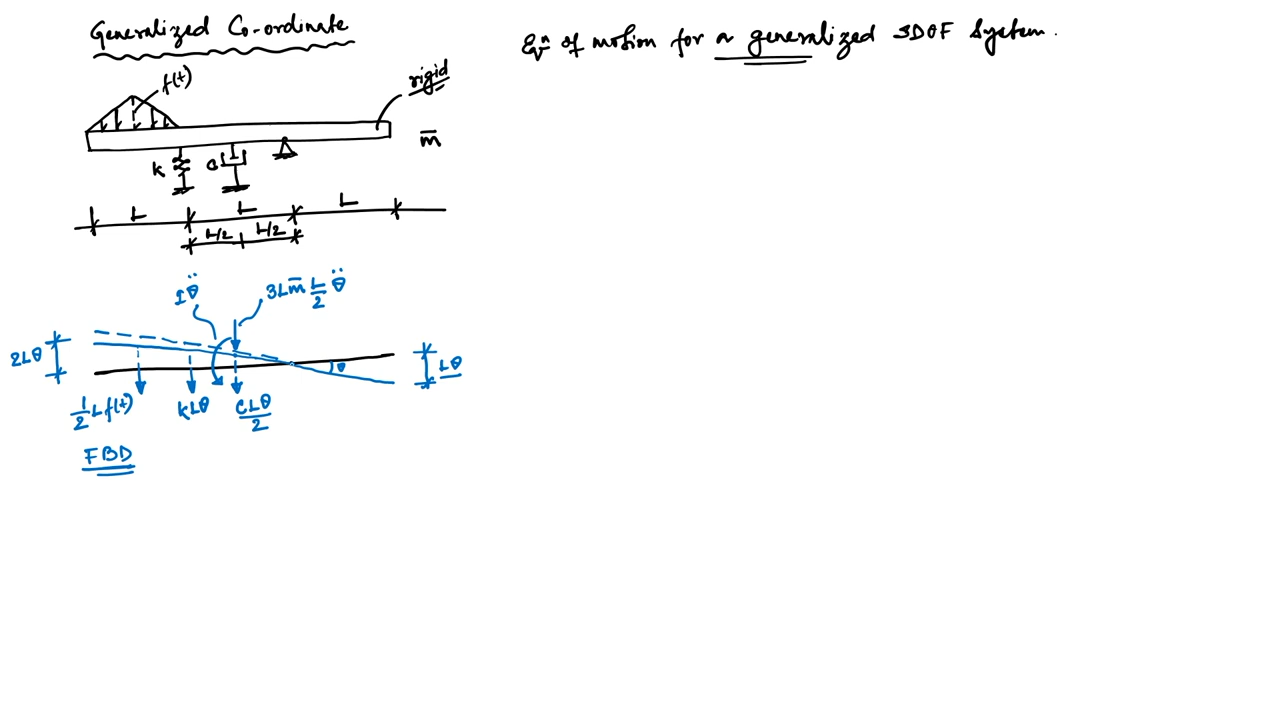 Generalized Co-ordinate
Eqⁿ of motion for a generalized SDOF System.
f(t)
rigid
m̅
k
C
L
L
L
L/2
L/2
Iθ̈
3Lm̅ L/2 θ̈
2Lθ
θ
Lθ
1/2 L f(t)
kLθ
CLθ̇/2
FBD